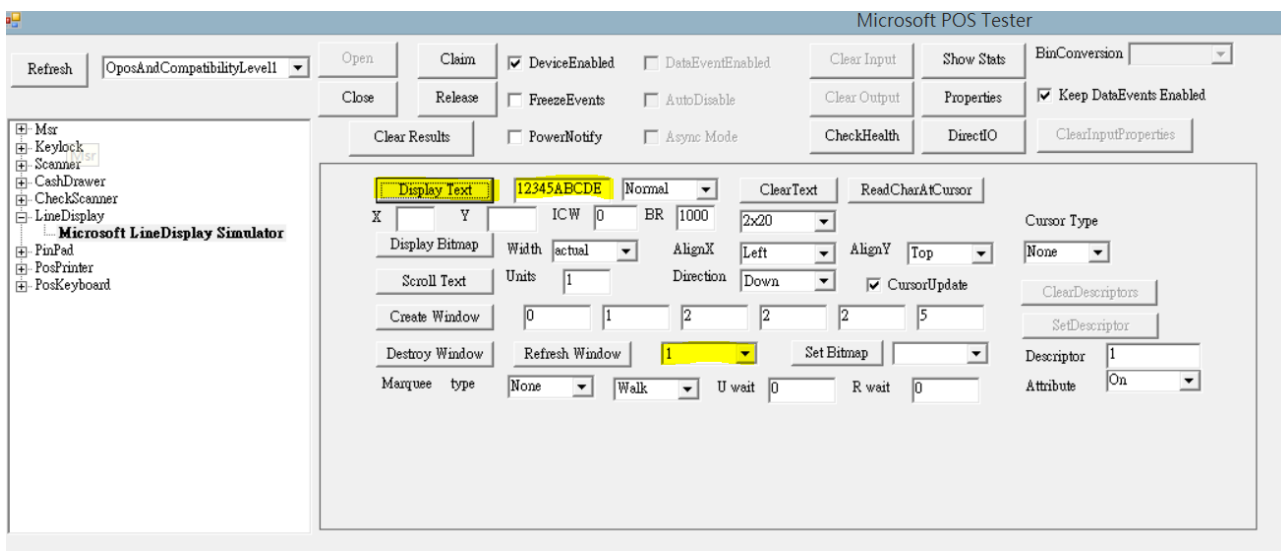 Microsoft POS Tester
Refresh OposAndCompatibilityLevel1 Open Claim DeviceEnabled DataEventEnabled Clear Input Show Stats BinConversion
Close Release FreezeEvents AutoDisable Clear Output Properties Keep DataEvents Enabled
Clear Results PowerNotify Async Mode CheckHealth DirectIO ClearInputProperties
Msr
Keylock
Msr
Scanner
CashDrawer
CheckScanner
LineDisplay
Microsoft LineDisplay Simulator
PinPad
PosPrinter
PosKeyboard
Display Text 12345ABCDE Normal ClearText ReadCharAtCursor
X Y ICW 0 BR 1000 2x20 Cursor Type
Display Bitmap Width actual AlignX Left AlignY Top None
Scroll Text Units 1 Direction Down CursorUpdate ClearDescriptors
Create Window 0 1 2 2 2 5 SetDescriptor
Destroy Window Refresh Window 1 Set Bitmap Descriptor 1
Marquee type None Walk U wait 0 R wait 0 Attribute On